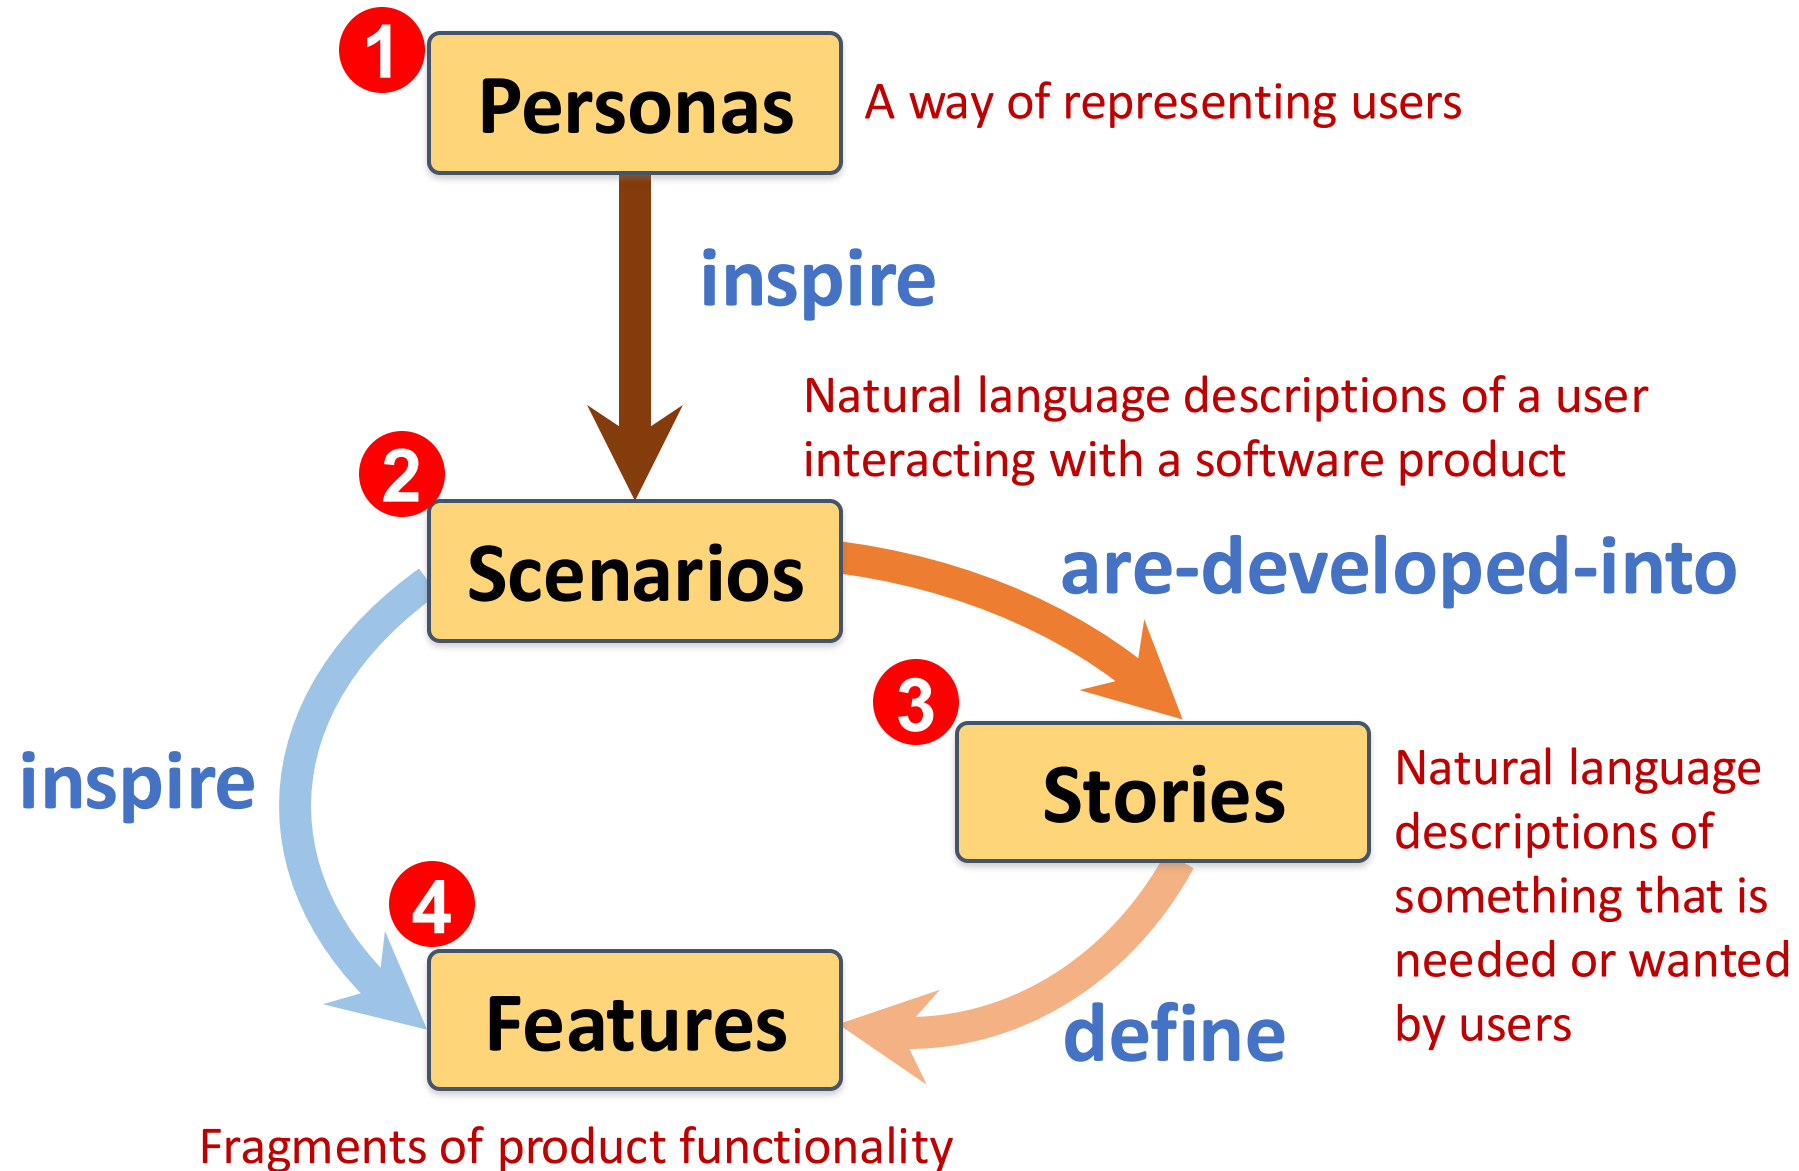 1
Personas
A way of representing users
inspire
Natural language descriptions of a user
interacting with a software product
2
Scenarios
are-developed-into
3
Stories
Natural language
descriptions of
something that is
needed or wanted
by users
inspire
4
Features
define
Fragments of product functionality